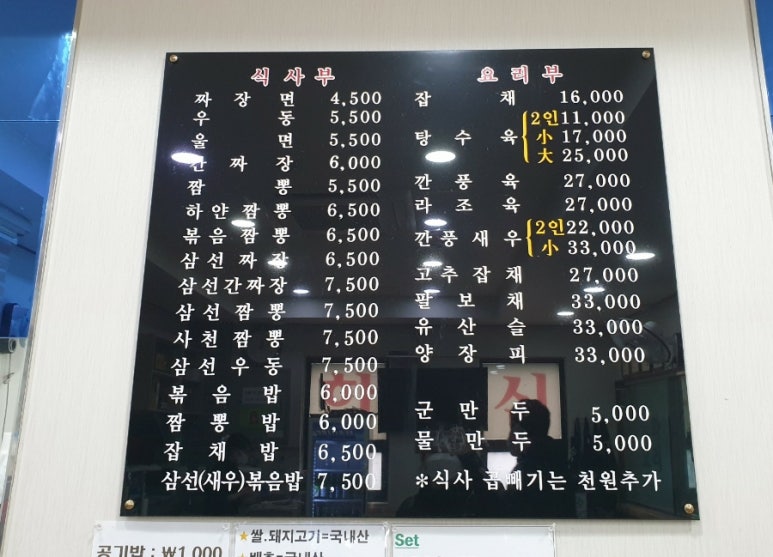 식사부
짜장면 4,500
우동 5,500
울면 5,500
간짜장 6,000
짬뽕 5,500
하얀짬뽕 6,500
볶음짬뽕 6,500
삼선짜장 6,500
삼선간짜장 7,500
삼선짬뽕 7,500
사천짬뽕 7,500
삼선우동 7,500
볶음밥 6,000
짬뽕밥 6,000
잡채밥 6,500
삼선(새우)볶음밥 7,500
요리부
잡채 16,000
탕수육 2인 11,000
小 17,000
大 25,000
깐풍육 27,000
라조육 27,000
깐풍새우 2인 22,000
小 33,000
고추잡채 27,000
팔보채 33,000
유산슬 33,000
양장피 33,000
군만두 5,000
물만두 5,000
*식사 곱빼기는 천원추가
공기밥 : ₩1,000
★쌀.돼지고기=국내산
Set